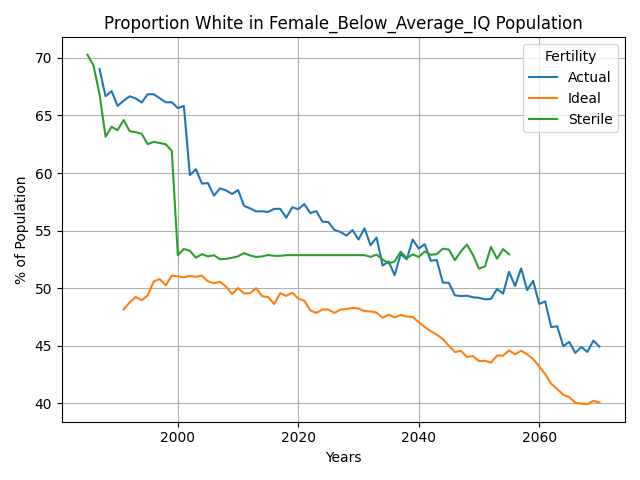 Proportion White in Female_Below_Average_IQ Population
% of Population
70
65
60
55
50
45
40
Fertility
Actual
Ideal
Sterile
2000
2020
2040
2060
Years